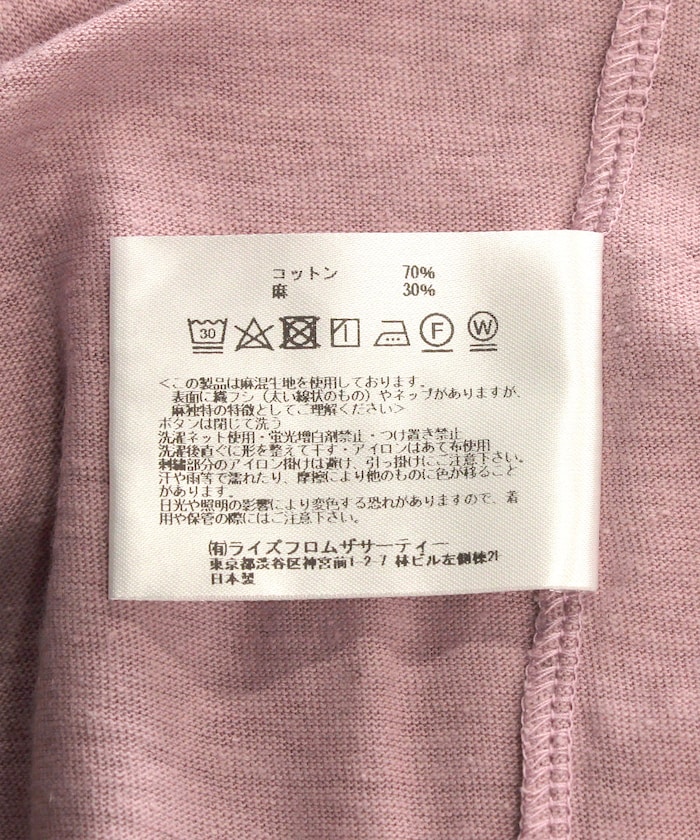 コットン 70%
麻 30%
30 F W
<この製品は麻混生地を使用しております。
表面に織フシ（太い線状のもの）やネップがありますが、
麻独特の特徴としてご理解ください>
ボタンは閉じて洗う
洗濯ネット使用・蛍光増白剤禁止・つけ置き禁止
洗濯後直ぐに形を整えて干す・アイロンはあて布使用
刺繍部分のアイロン掛けは避け、引っ掛けにご注意下さい。
汗や雨等で濡れたり、摩擦により他のものに色が移ること
があります。
日光や照明の影響により変色する恐れがありますので、着
用や保管の際にはご注意下さい。
㈲ライズフロムザサーティー
東京都渋谷区神宮前1-2-7 林ビル左側棟2F
日本製